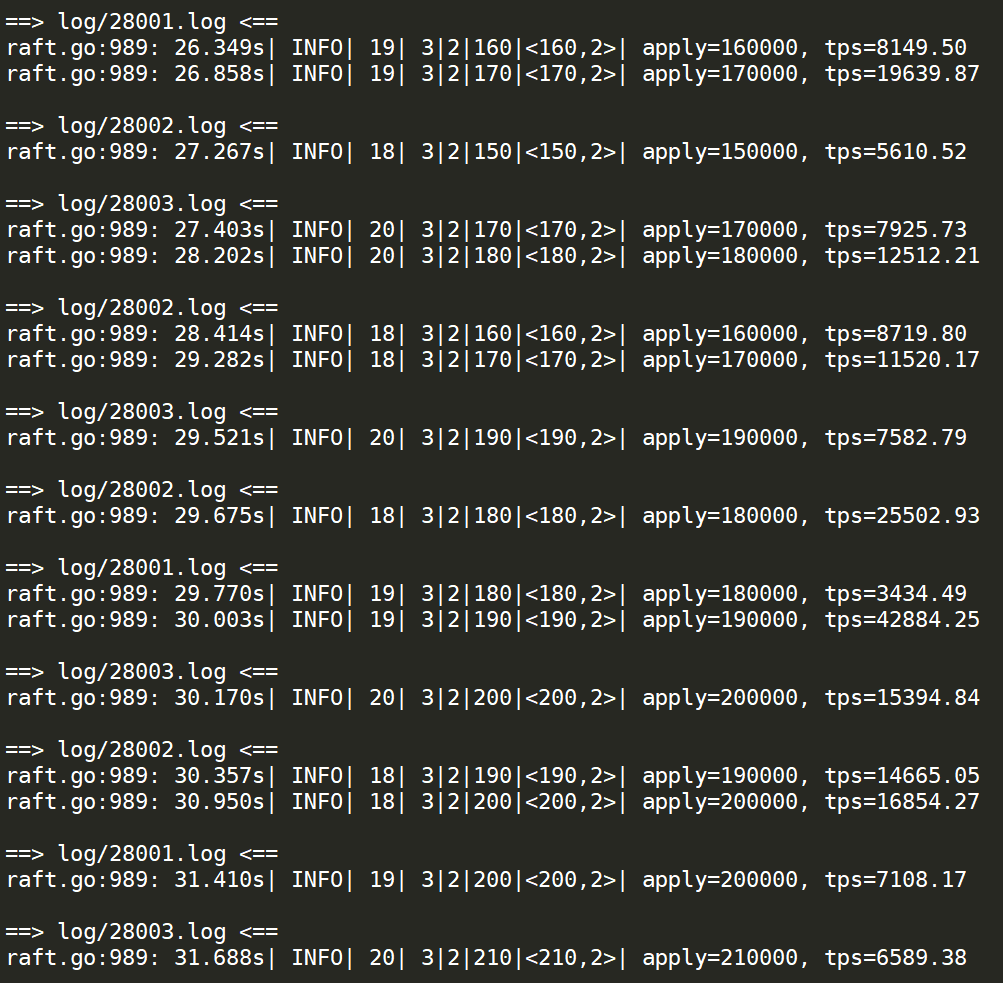 ==> log/28001.log <==
raft.go:989: 26.349s| INFO| 19| 3|2|160|<160,2>| apply=160000, tps=8149.50
raft.go:989: 26.858s| INFO| 19| 3|2|170|<170,2>| apply=170000, tps=19639.87

==> log/28002.log <==
raft.go:989: 27.267s| INFO| 18| 3|2|150|<150,2>| apply=150000, tps=5610.52

==> log/28003.log <==
raft.go:989: 27.403s| INFO| 20| 3|2|170|<170,2>| apply=170000, tps=7925.73
raft.go:989: 28.202s| INFO| 20| 3|2|180|<180,2>| apply=180000, tps=12512.21

==> log/28002.log <==
raft.go:989: 28.414s| INFO| 18| 3|2|160|<160,2>| apply=160000, tps=8719.80
raft.go:989: 29.282s| INFO| 18| 3|2|170|<170,2>| apply=170000, tps=11520.17

==> log/28003.log <==
raft.go:989: 29.521s| INFO| 20| 3|2|190|<190,2>| apply=190000, tps=7582.79

==> log/28002.log <==
raft.go:989: 29.675s| INFO| 18| 3|2|180|<180,2>| apply=180000, tps=25502.93

==> log/28001.log <==
raft.go:989: 29.770s| INFO| 19| 3|2|180|<180,2>| apply=180000, tps=3434.49
raft.go:989: 30.003s| INFO| 19| 3|2|190|<190,2>| apply=190000, tps=42884.25

==> log/28003.log <==
raft.go:989: 30.170s| INFO| 20| 3|2|200|<200,2>| apply=200000, tps=15394.84

==> log/28002.log <==
raft.go:989: 30.357s| INFO| 18| 3|2|190|<190,2>| apply=190000, tps=14665.05
raft.go:989: 30.950s| INFO| 18| 3|2|200|<200,2>| apply=200000, tps=16854.27

==> log/28001.log <==
raft.go:989: 31.410s| INFO| 19| 3|2|200|<200,2>| apply=200000, tps=7108.17

==> log/28003.log <==
raft.go:989: 31.688s| INFO| 20| 3|2|210|<210,2>| apply=210000, tps=6589.38